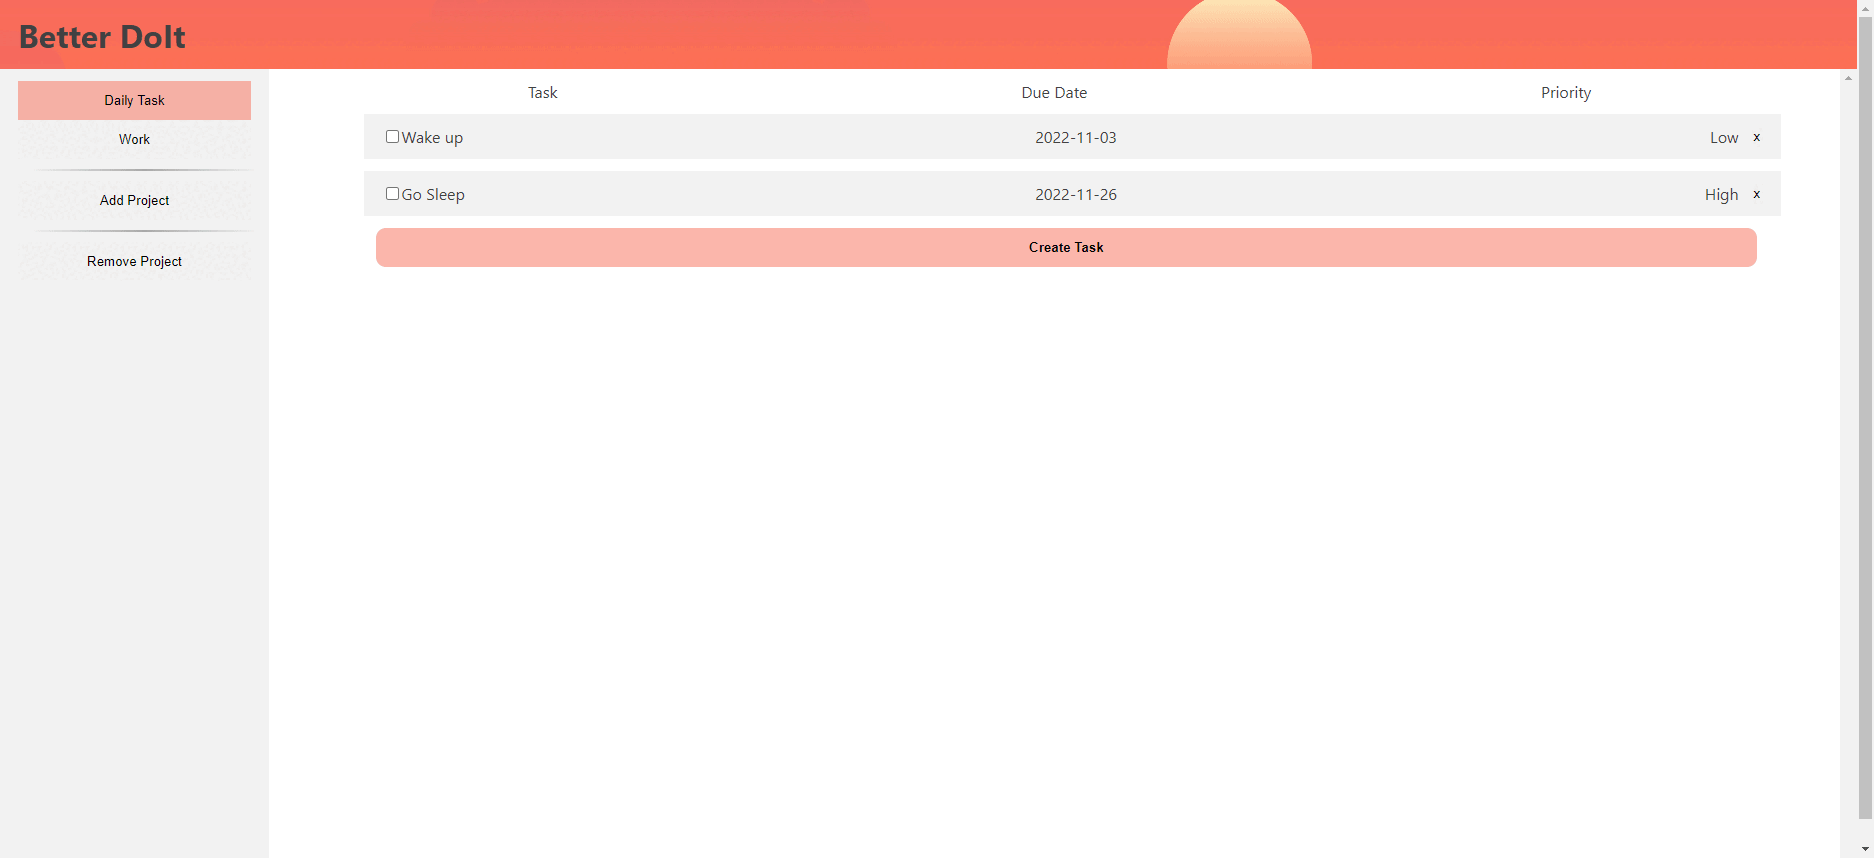 Better DoIt
Daily Task
Work
Add Project
Remove Project
Task Due Date Priority
Wake up 2022-11-03 Low x
Go Sleep 2022-11-26 High x
Create Task